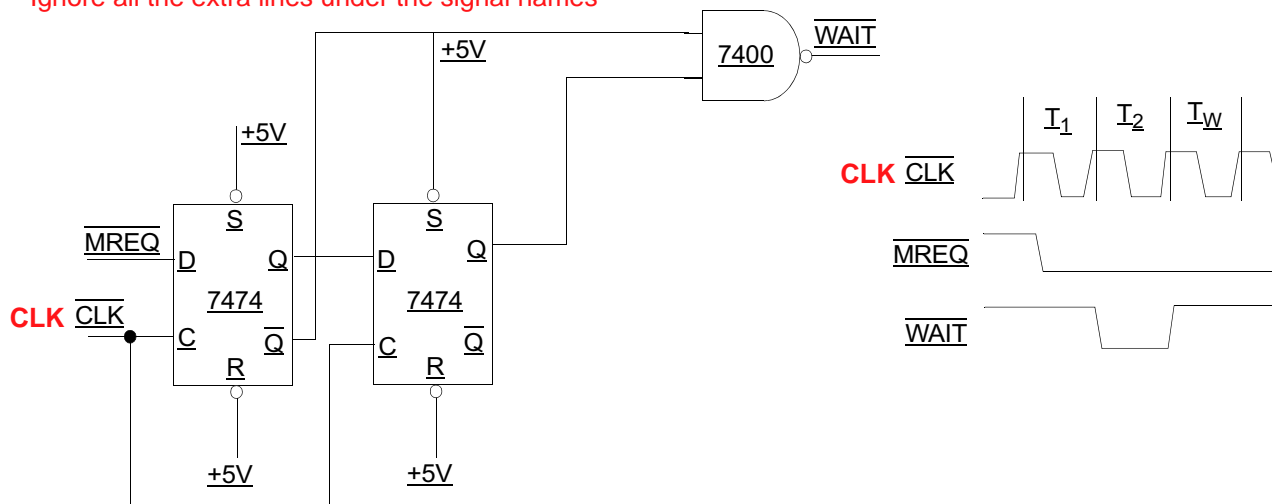 Ignore all the extra lines under the signal names
WAIT
7400
+5V
+5V
T1 T2 TW
CLK CLK
S S
MREQ
D Q D Q
MREQ
7474 7474
CLK CLK
C Q C Q
WAIT
R R
+5V +5V